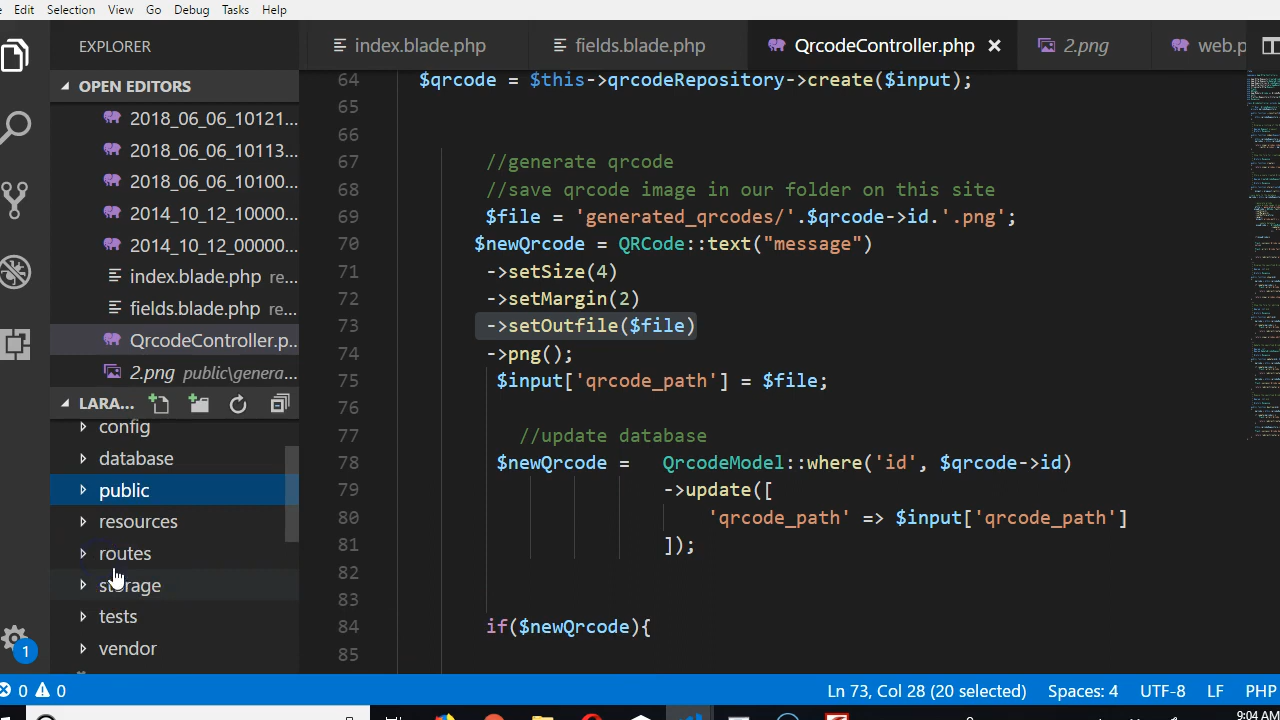 Edit Selection View Go Debug Tasks Help
EXPLORER
index.blade.php fields.blade.php QrcodeController.php 2.png web.p
OPEN EDITORS
2018_06_06_10121...
2018_06_06_10113...
2018_06_06_10100...
2014_10_12_10000...
2014_10_12_00000...
index.blade.php re...
fields.blade.php re...
QrcodeController.p...
2.png public\genera...
LARA...
config
database
public
resources
routes
storage
tests
vendor
64 $qrcode = $this->qrcodeRepository->create($input);
65
66
67 //generate qrcode
68 //save qrcode image in our folder on this site
69 $file = 'generated_qrcodes/'.$qrcode->id.'.png';
70 $newQrcode = QRCode::text("message")
71 ->setSize(4)
72 ->setMargin(2)
73 ->setOutfile($file)
74 ->png();
75 $input['qrcode_path'] = $file;
76
77 //update database
78 $newQrcode = QrcodeModel::where('id', $qrcode->id)
79 ->update([
80 'qrcode_path' => $input['qrcode_path']
81 ]);
82
83
84 if($newQrcode){
85
1
0 0 Ln 73, Col 28 (20 selected) Spaces: 4 UTF-8 LF PHP
9:04 AM